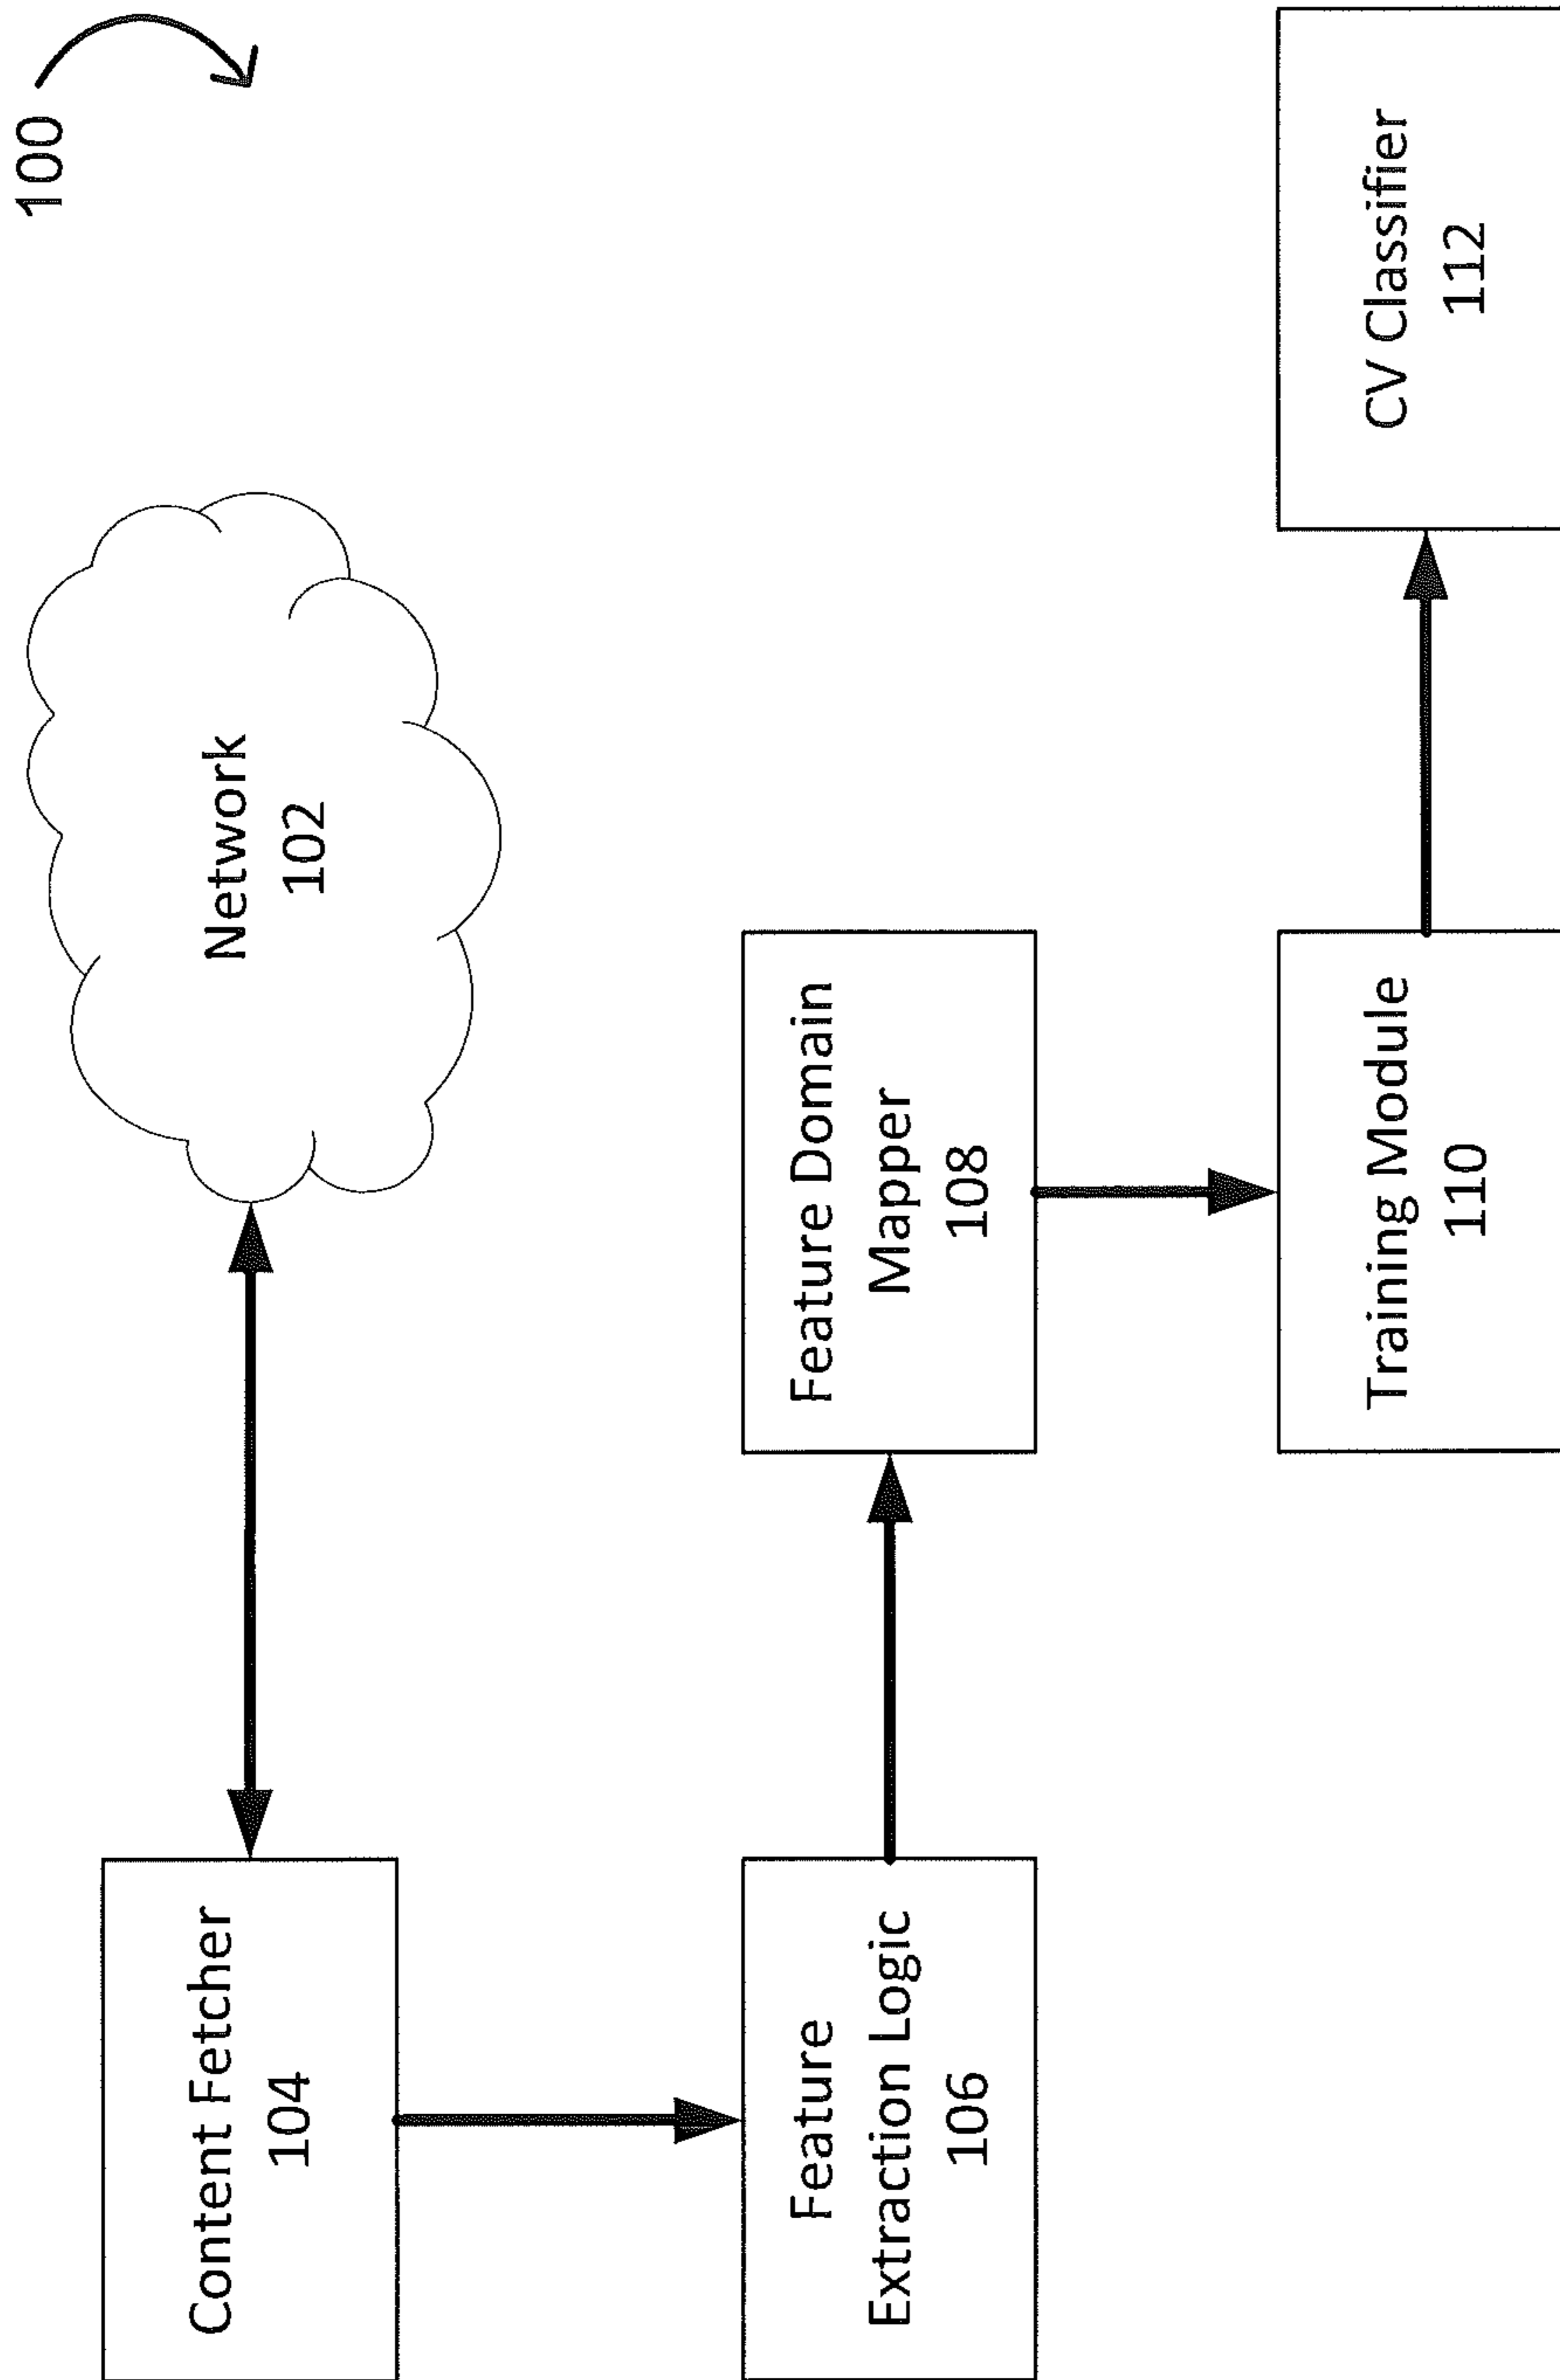 100
Network
102
Content Fetcher
104
Feature
Extraction Logic
106
Feature Domain
Mapper
108
Training Module
110
CV Classifier
112